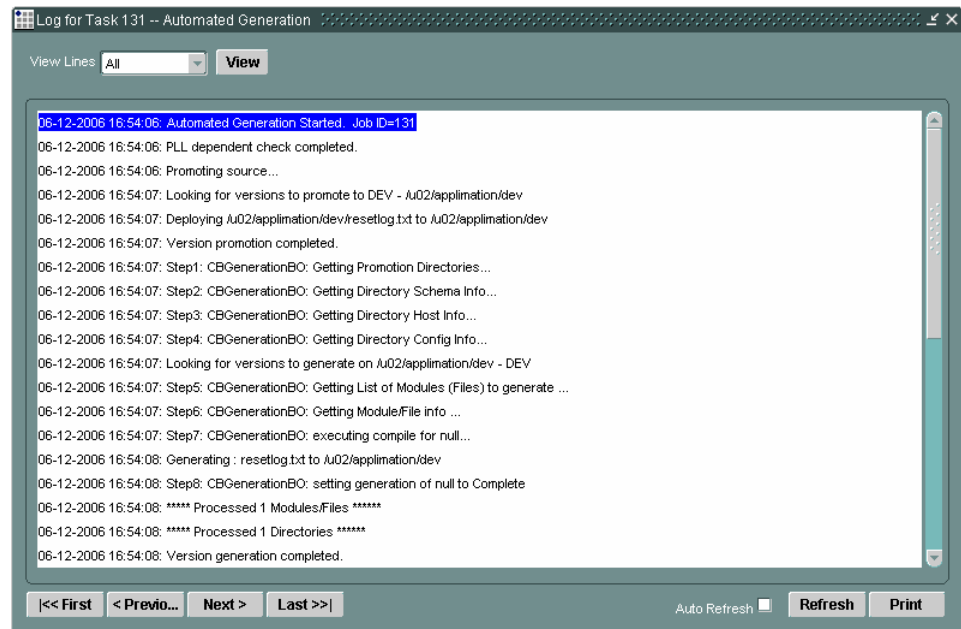 Log for Task 131 -- Automated Generation
View Lines All View
06-12-2006 16:54:06: Automated Generation Started.  Job ID=131
06-12-2006 16:54:06: PLL dependent check completed.
06-12-2006 16:54:06: Promoting source...
06-12-2006 16:54:07: Looking for versions to promote to DEV - /u02/applimation/dev
06-12-2006 16:54:07: Deploying /u02/applimation/dev/resetlog.txt to /u02/applimation/dev
06-12-2006 16:54:07: Version promotion completed.
06-12-2006 16:54:07: Step1: CBGenerationBO: Getting Promotion Directories...
06-12-2006 16:54:07: Step2: CBGenerationBO: Getting Directory Schema Info...
06-12-2006 16:54:07: Step3: CBGenerationBO: Getting Directory Host Info...
06-12-2006 16:54:07: Step4: CBGenerationBO: Getting Directory Config Info...
06-12-2006 16:54:07: Looking for versions to generate on /u02/applimation/dev - DEV
06-12-2006 16:54:07: Step5: CBGenerationBO: Getting List of Modules (Files) to generate ...
06-12-2006 16:54:07: Step6: CBGenerationBO: Getting Module/File info ...
06-12-2006 16:54:07: Step7: CBGenerationBO: executing compile for null...
06-12-2006 16:54:08: Generating : resetlog.txt to /u02/applimation/dev
06-12-2006 16:54:08: Step8: CBGenerationBO: setting generation of null to Complete
06-12-2006 16:54:08: ***** Processed 1 Modules/Files ******
06-12-2006 16:54:08: ***** Processed 1 Directories ******
06-12-2006 16:54:08: Version generation completed.
|<< First < Previo... Next > Last >>| Auto Refresh Refresh Print